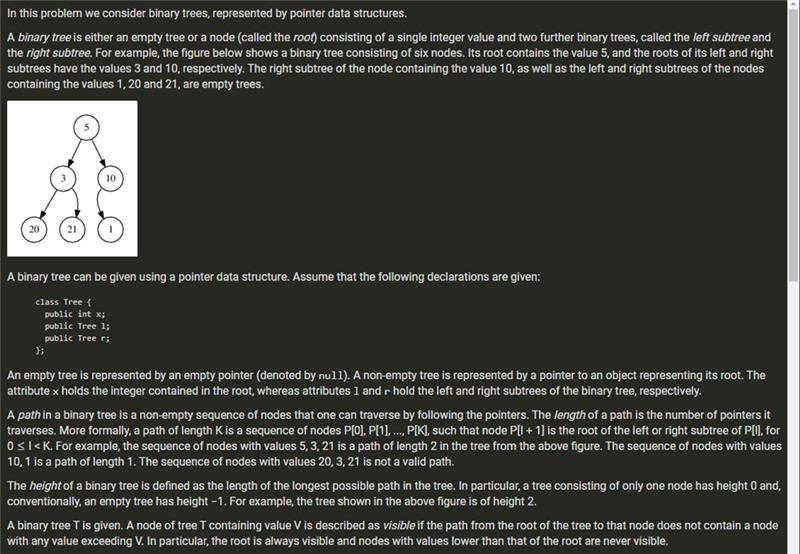 In this problem we consider binary trees, represented by pointer data structures.
A binary tree is either an empty tree or a node (called the root) consisting of a single integer value and two further binary trees, called the left subtree and
the right subtree. For example, the figure below shows a binary tree consisting of six nodes. Its root contains the value 5, and the roots of its left and right
subtrees have the values 3 and 10, respectively. The right subtree of the node containing the value 10, as well as the left and right subtrees of the nodes
containing the values 1, 20 and 21, are empty trees.
5
3 10
20 21 1
A binary tree can be given using a pointer data structure. Assume that the following declarations are given:
class Tree {
public int x;
public Tree l;
public Tree r;
};
An empty tree is represented by an empty pointer (denoted by null). A non-empty tree is represented by a pointer to an object representing its root. The
attribute x holds the integer contained in the root, whereas attributes l and r hold the left and right subtrees of the binary tree, respectively.
A path in a binary tree is a non-empty sequence of nodes that one can traverse by following the pointers. The length of a path is the number of pointers it
traverses. More formally, a path of length K is a sequence of nodes P[0], P[1], ..., P[K], such that node P[I + 1] is the root of the left or right subtree of P[I], for
0 ≤ I < K. For example, the sequence of nodes with values 5, 3, 21 is a path of length 2 in the tree from the above figure. The sequence of nodes with values
10, 1 is a path of length 1. The sequence of nodes with values 20, 3, 21 is not a valid path.
The height of a binary tree is defined as the length of the longest possible path in the tree. In particular, a tree consisting of only one node has height 0 and,
conventionally, an empty tree has height −1. For example, the tree shown in the above figure is of height 2.
A binary tree T is given. A node of tree T containing value V is described as visible if the path from the root of the tree to that node does not contain a node
with any value exceeding V. In particular, the root is always visible and nodes with values lower than that of the root are never visible.